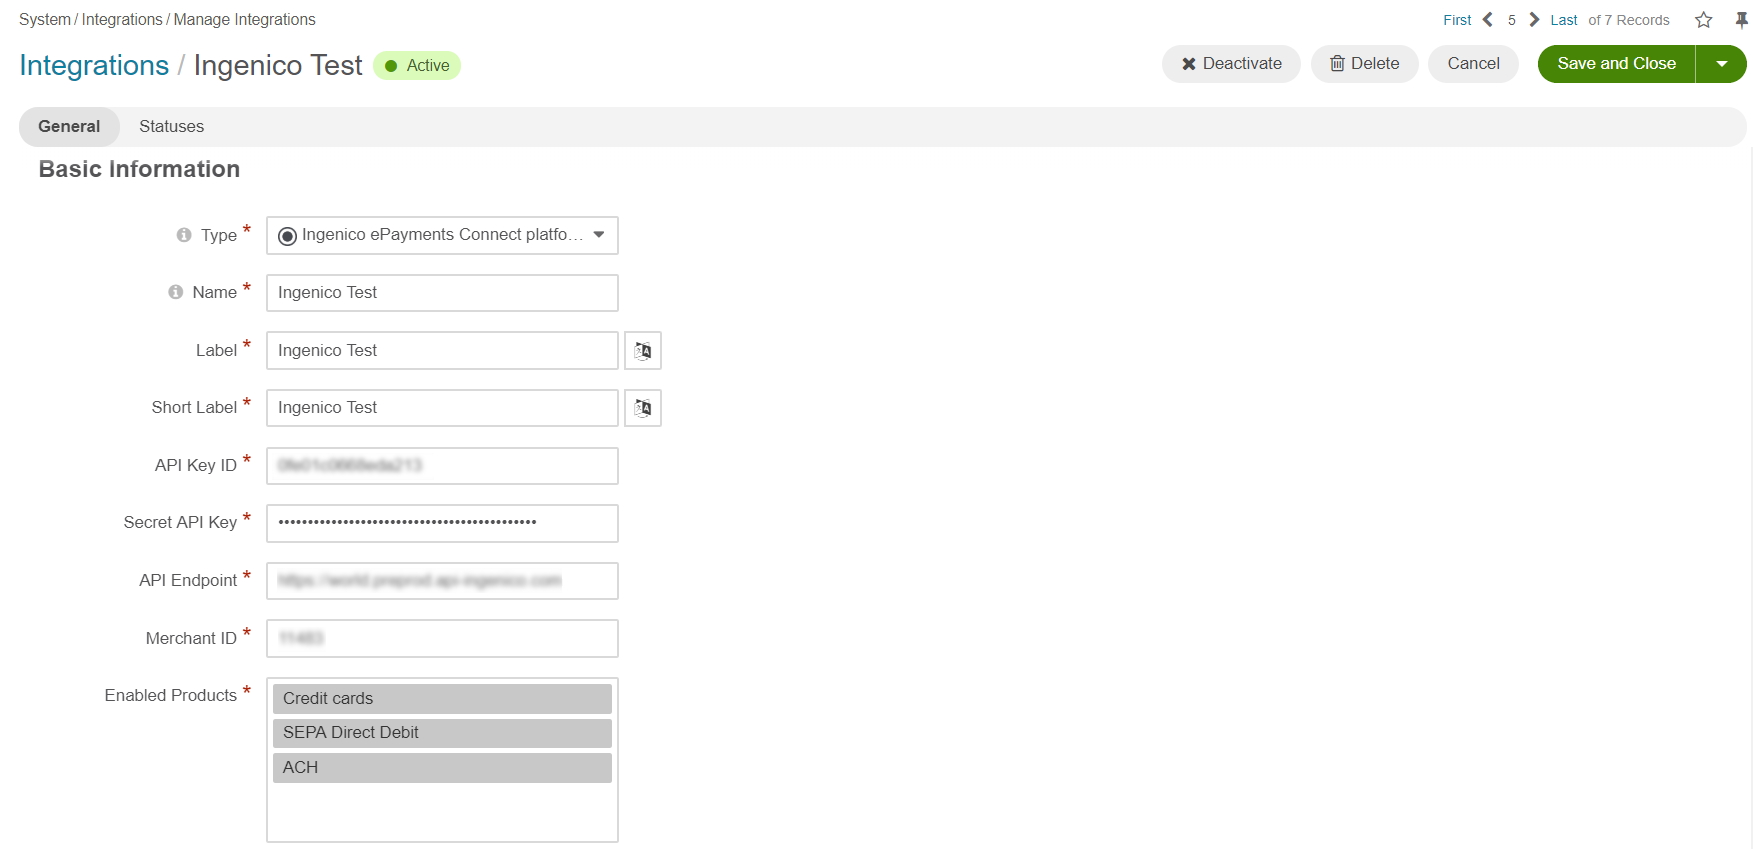 System / Integrations / Manage Integrations
First 5 Last of 7 Records
Integrations / Ingenico Test Active
Deactivate Delete Cancel Save and Close
General Statuses
Basic Information
Type * Ingenico ePayments Connect platfo...
Name * Ingenico Test
Label * Ingenico Test
Short Label * Ingenico Test
API Key ID *
Secret API Key *
API Endpoint *
Merchant ID *
Enabled Products * Credit cards
SEPA Direct Debit
ACH